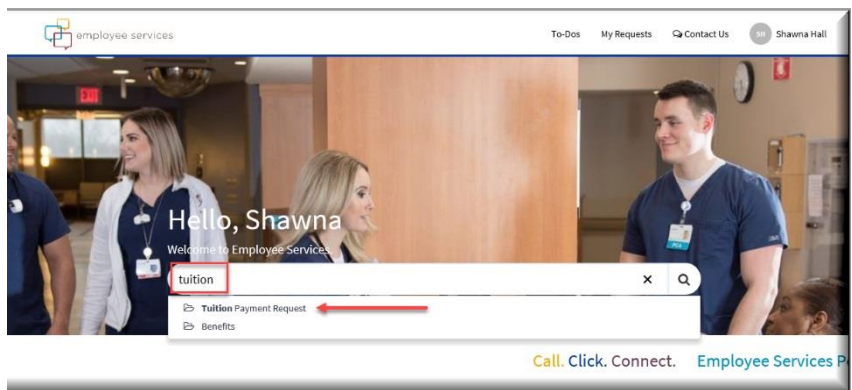 employee services
To-Dos My Requests Contact Us SH Shawna Hall
EXIT
Hello, Shawna
Welcome to Employee Services.
tuition
Tuition Payment Request
Benefits
PCA
Call. Click. Connect. Employee Services